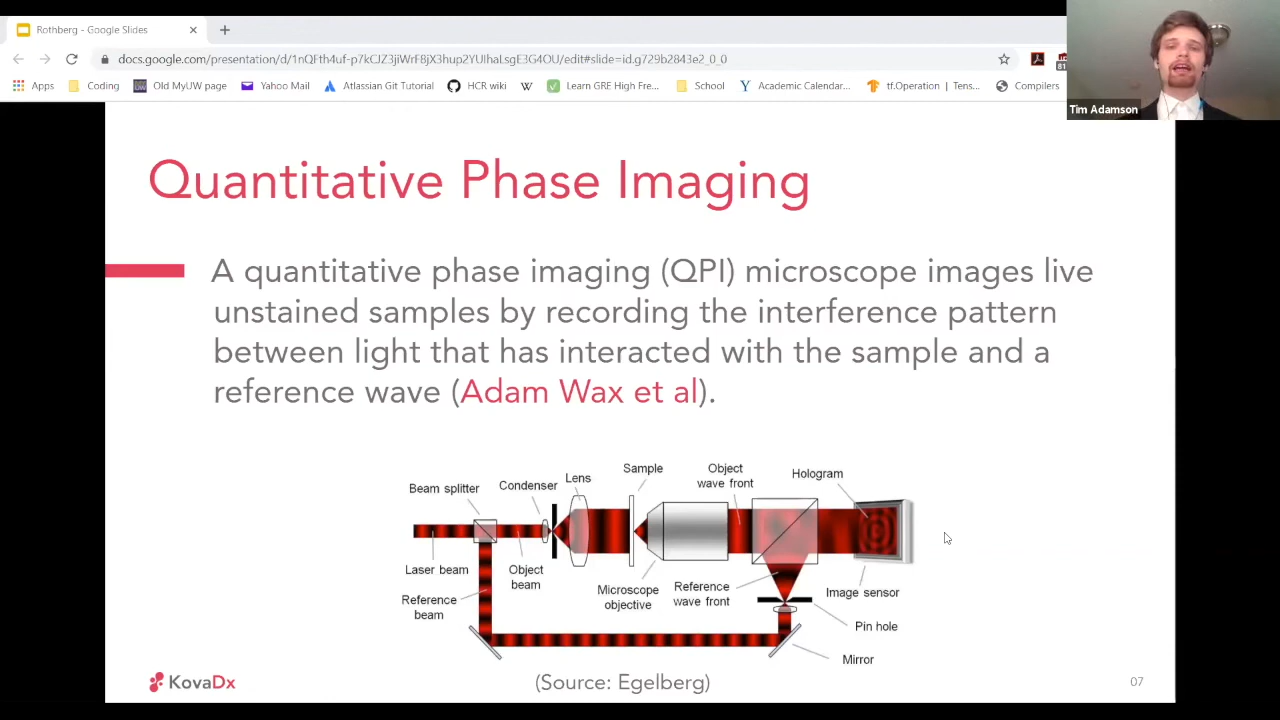 Rothberg - Google Slides
docs.google.com/presentation/d/1nQFth4uf-r7kCJZ3jiWrF8jX3hup2YUhaLsgE3G4OU/edit#slide=id.g729b2843e2_0_0
81
Apps Coding Old MyUW page Yahoo Mail Atlassian Git Tutorial HCR wiki W Learn GRE High Fre... School Academic Calendar... tf.Operation | Tens... Compilers
Tim Adamson
Quantitative Phase Imaging
A quantitative phase imaging (QPI) microscope images live
unstained samples by recording the interference pattern
between light that has interacted with the sample and a
reference wave (Adam Wax et al).
Beam splitter
Condenser
Lens
Sample
Object
wave front
Hologram
Laser beam
Object
beam
Reference
beam
Microscope
objective
Reference
wave front
Image sensor
Pin hole
Mirror
KovaDx
(Source: Egelberg)
07